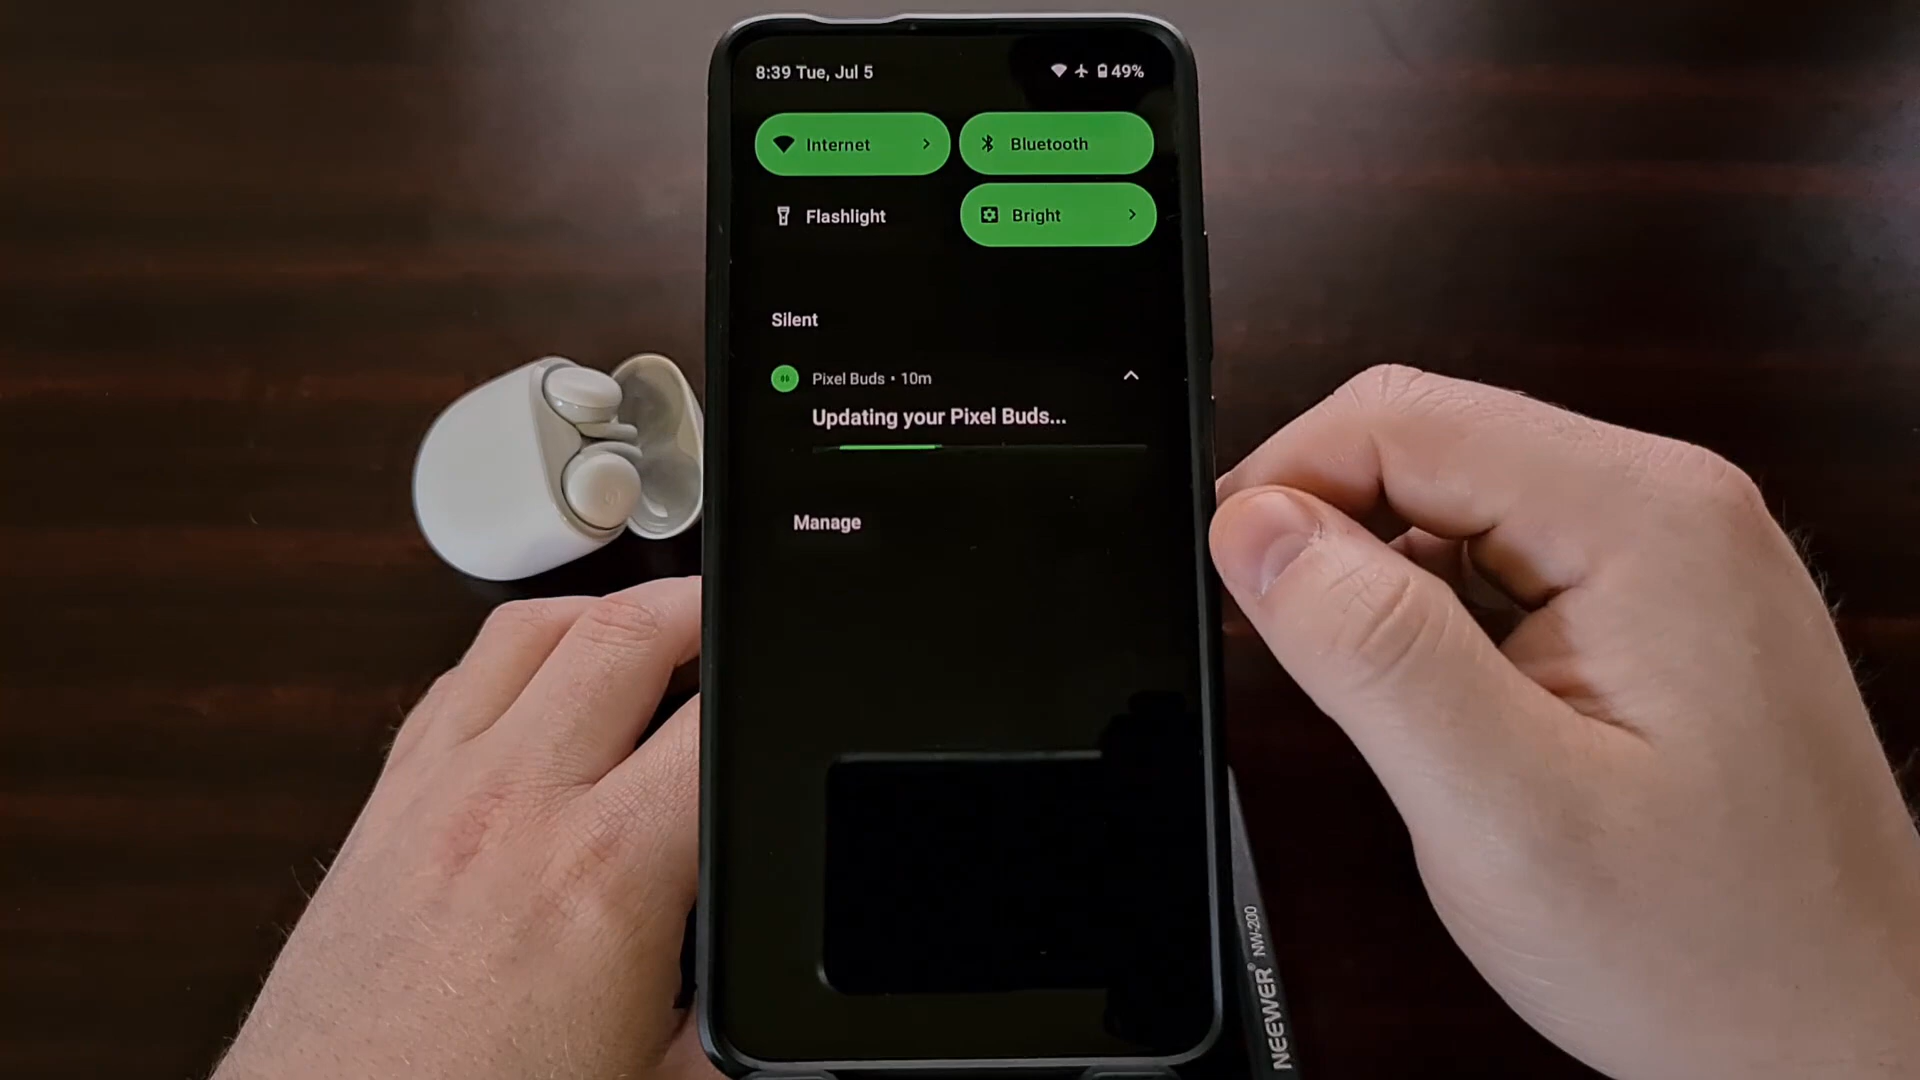 8:39 Tue, Jul 5
49%
Internet
Bluetooth
Flashlight
Bright
Silent
Pixel Buds • 10m
Updating your Pixel Buds...
Manage
NEEWER® NW-200